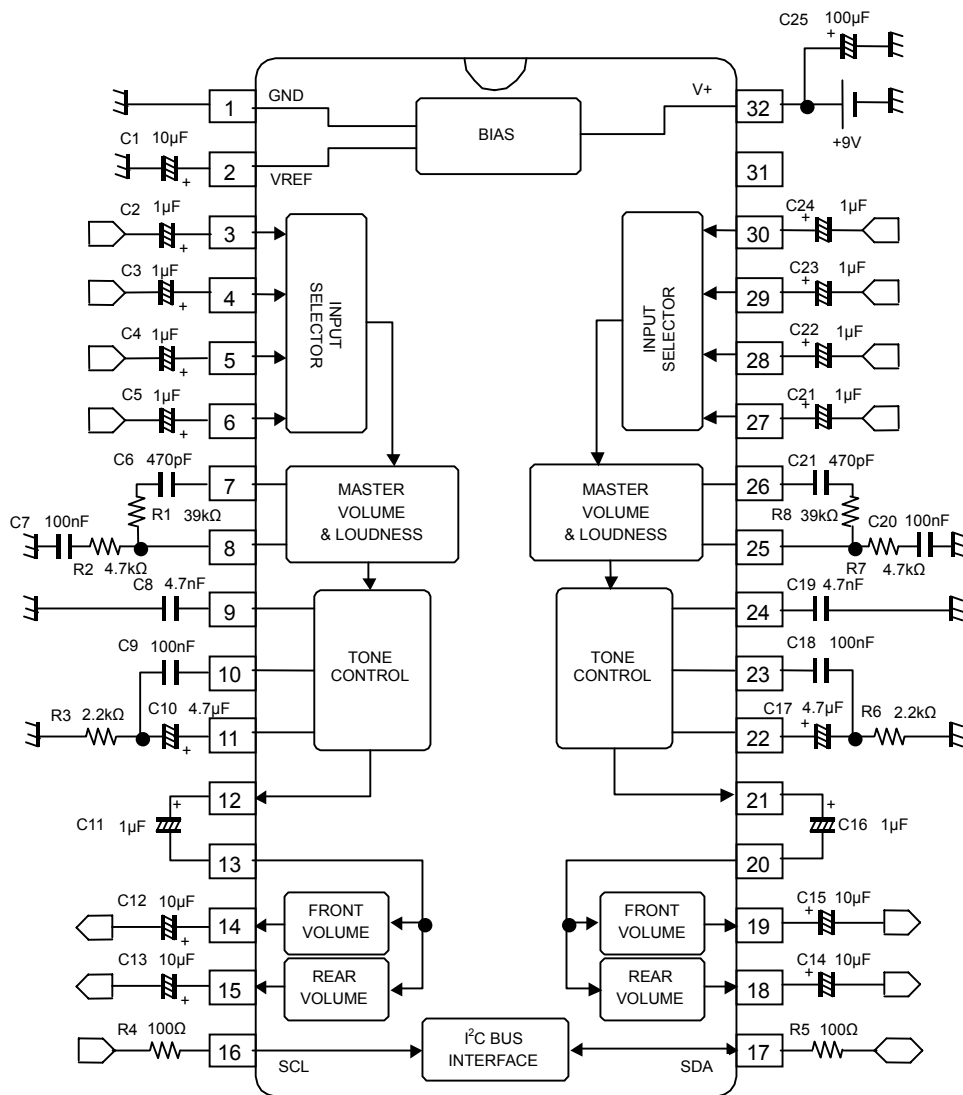 C25 100µF
+
GND
V+
1
32
BIAS
C1 10µF
+9V
2
31
+
VREF
C2 1µF
C24 1µF
+
3
30
+
C3 1µF
C23 1µF
+
4
29
+
INPUT
SELECTOR
INPUT
SELECTOR
C4 1µF
C22 1µF
+
5
28
+
C5 1µF
C21 1µF
+
6
27
+
C6 470pF
C21 470pF
7
26
MASTER
VOLUME
& LOUDNESS
MASTER
VOLUME
& LOUDNESS
R1 39kΩ
R8 39kΩ
C7 100nF
C20 100nF
8
25
R2 4.7kΩ
R7 4.7kΩ
C8 4.7nF
C19 4.7nF
9
24
C9 100nF
C18 100nF
10
23
TONE
CONTROL
TONE
CONTROL
R3 2.2kΩ
C10 4.7µF
C17 4.7µF
R6 2.2kΩ
+
11
22
+
12
21
+
+
C11 1µF
C16 1µF
13
20
C12 10µF
C15 10µF
+
14
19
+
FRONT
VOLUME
FRONT
VOLUME
C13 10µF
C14 10µF
+
15
18
+
REAR
VOLUME
REAR
VOLUME
R4 100Ω
R5 100Ω
16
17
SCL
SDA
I²C BUS
INTERFACE